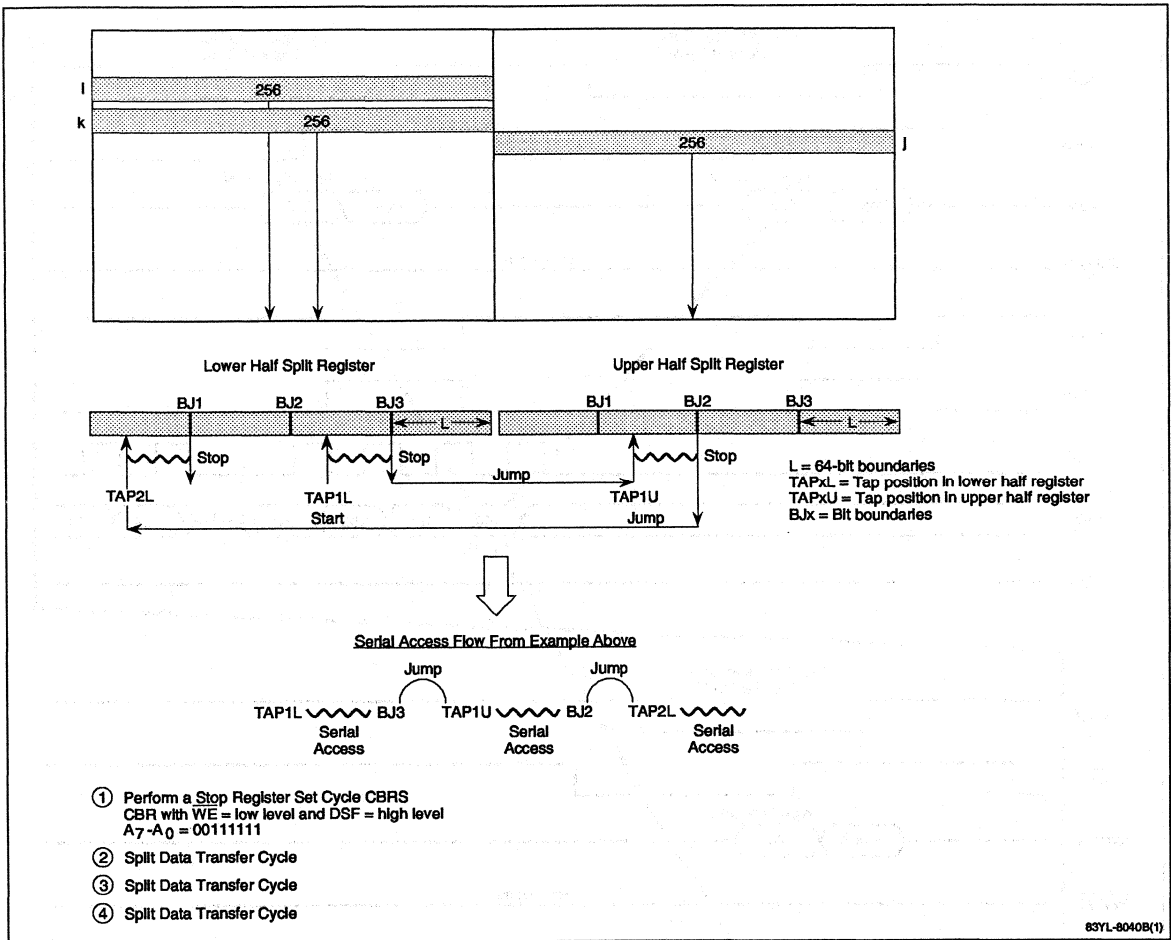 l
256
k
256
256
j
Lower Half Split Register
Upper Half Split Register
BJ1 BJ2 BJ3
L
BJ1 BJ2 BJ3
L
Stop
Stop
Stop
Jump
TAP2L
TAP1L
TAP1U
Start
Jump
L = 64-bit boundaries
TAPxL = Tap position in lower half register
TAPxU = Tap position in upper half register
BJx = Bit boundaries
Serial Access Flow From Example Above
Jump
Jump
TAP1L BJ3 TAP1U BJ2 TAP2L
Serial Access
Serial Access
Serial Access
① Perform a Stop Register Set Cycle CBRS
CBR with W̅E̅ = low level and DSF = high level
A7-A0 = 00111111
② Split Data Transfer Cycle
③ Split Data Transfer Cycle
④ Split Data Transfer Cycle
83YL-8040B(1)